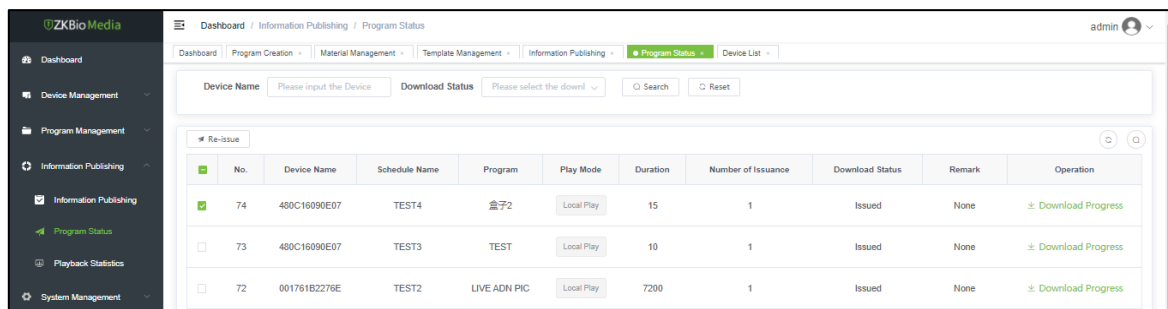 ZKBio Media
Dashboard / Information Publishing / Program Status
admin
Dashboard
Program Creation ×
Material Management ×
Template Management ×
Information Publishing ×
Program Status ×
Device List ×
Dashboard
Device Management
Program Management
Information Publishing
Information Publishing
Program Status
Playback Statistics
System Management
Device Name Please input the Device Download Status Please select the downl Search Reset
Re-issue
No. Device Name Schedule Name Program Play Mode Duration Number of Issuance Download Status Remark Operation
74 480C16090E07 TEST4 盒子2 Local Play 15 1 Issued None Download Progress
73 480C16090E07 TEST3 TEST Local Play 10 1 Issued None Download Progress
72 001761B2276E TEST2 LIVE ADN PIC Local Play 7200 1 Issued None Download Progress